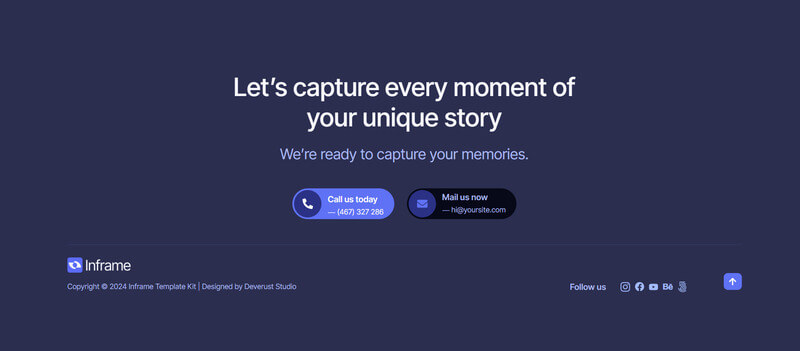 Let’s capture every moment of
your unique story
We’re ready to capture your memories.
Call us today
— (467) 327 286
Mail us now
— hi@yoursite.com
Inframe
Copyright © 2024 Inframe Template Kit | Designed by Deverust Studio
Follow us
Bē